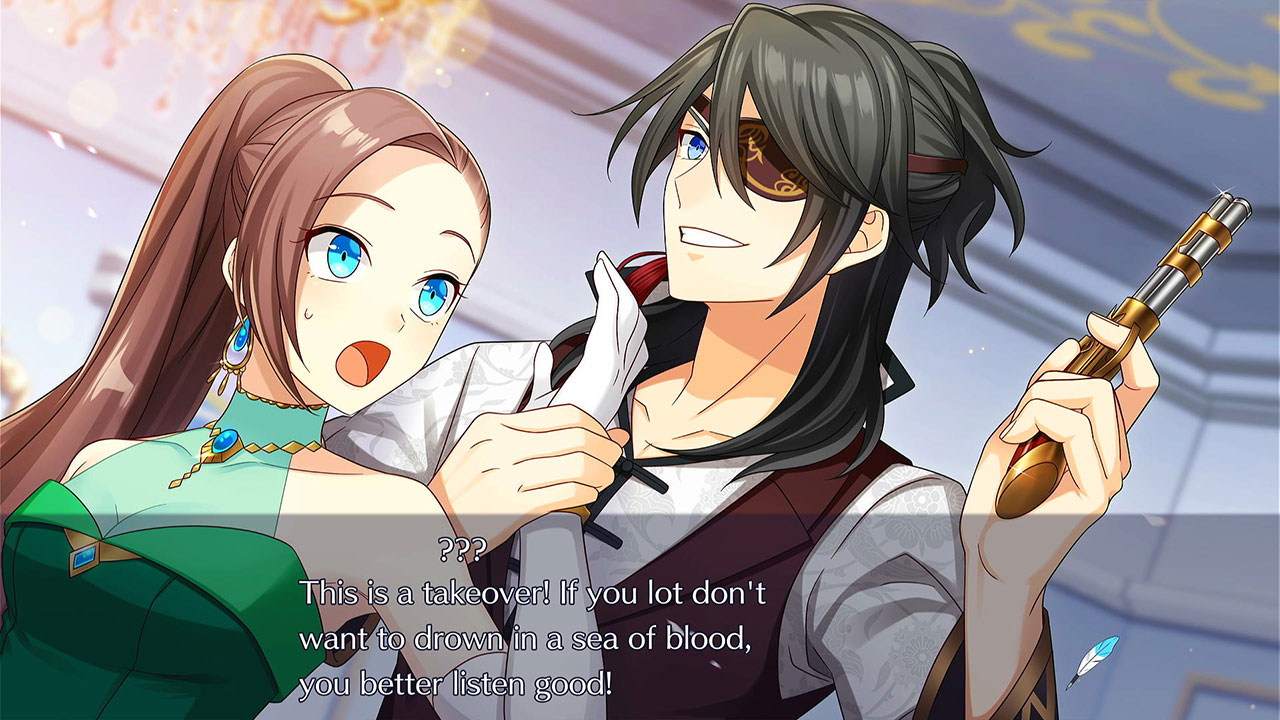 ???
This is a takeover! If you lot don't
want to drown in a sea of blood,
you better listen good!